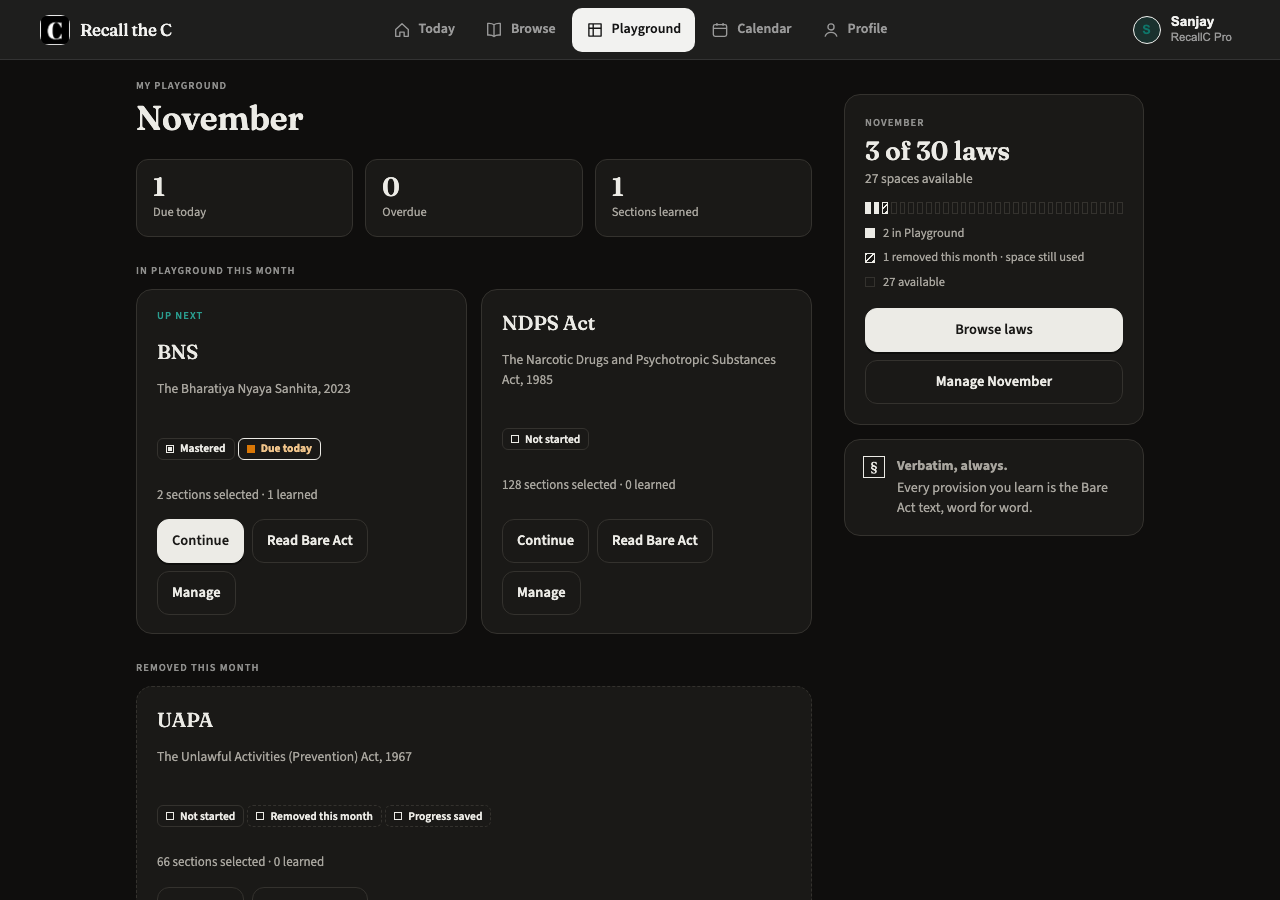 C Recall the C
Today
Browse
Playground
Calendar
Profile
S
Sanjay
RecallC Pro
MY PLAYGROUND
November
1
Due today
0
Overdue
1
Sections learned
IN PLAYGROUND THIS MONTH
UP NEXT
BNS
The Bharatiya Nyaya Sanhita, 2023
Mastered
Due today
2 sections selected · 1 learned
Continue
Read Bare Act
Manage
NDPS Act
The Narcotic Drugs and Psychotropic Substances
Act, 1985
Not started
128 sections selected · 0 learned
Continue
Read Bare Act
Manage
REMOVED THIS MONTH
UAPA
The Unlawful Activities (Prevention) Act, 1967
Not started
Removed this month
Progress saved
66 sections selected · 0 learned
NOVEMBER
3 of 30 laws
27 spaces available
2 in Playground
1 removed this month · space still used
27 available
Browse laws
Manage November
§
Verbatim, always.
Every provision you learn is the Bare
Act text, word for word.